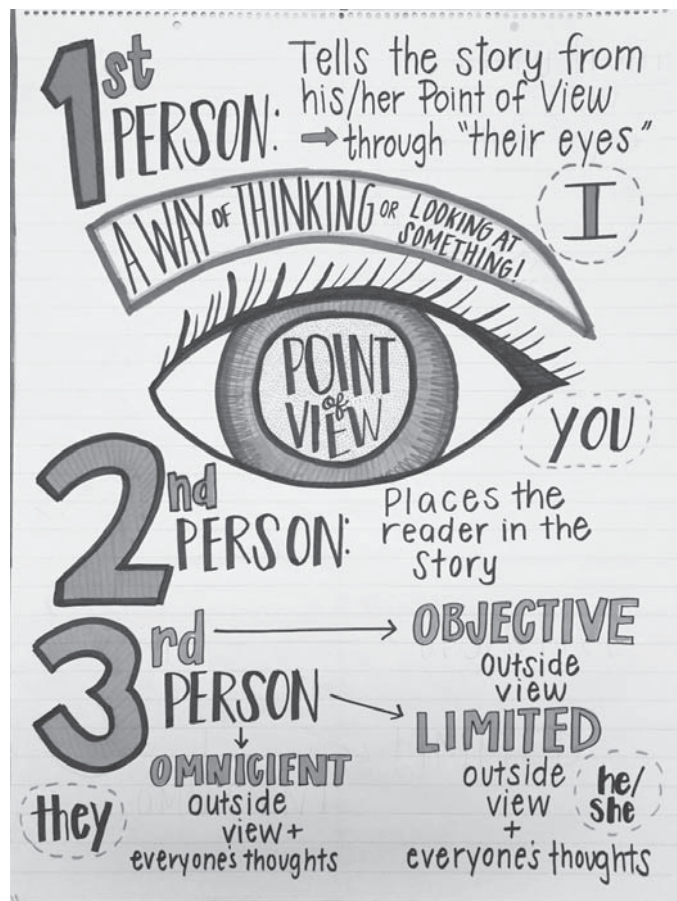 1st PERSON:
Tells the story from
his/her Point of View
→ through "their eyes"
I
A WAY OF THINKING OR LOOKING AT
SOMETHING!
POINT
of
VIEW
YOU
2nd
PERSON:
Places the
reader in the
Story
3rd
PERSON
OBJECTIVE
outside
view
LIMITED
outside
view
+
everyone's thoughts
he/
she
OMNICIENT
outside
view +
everyone's thoughts
they